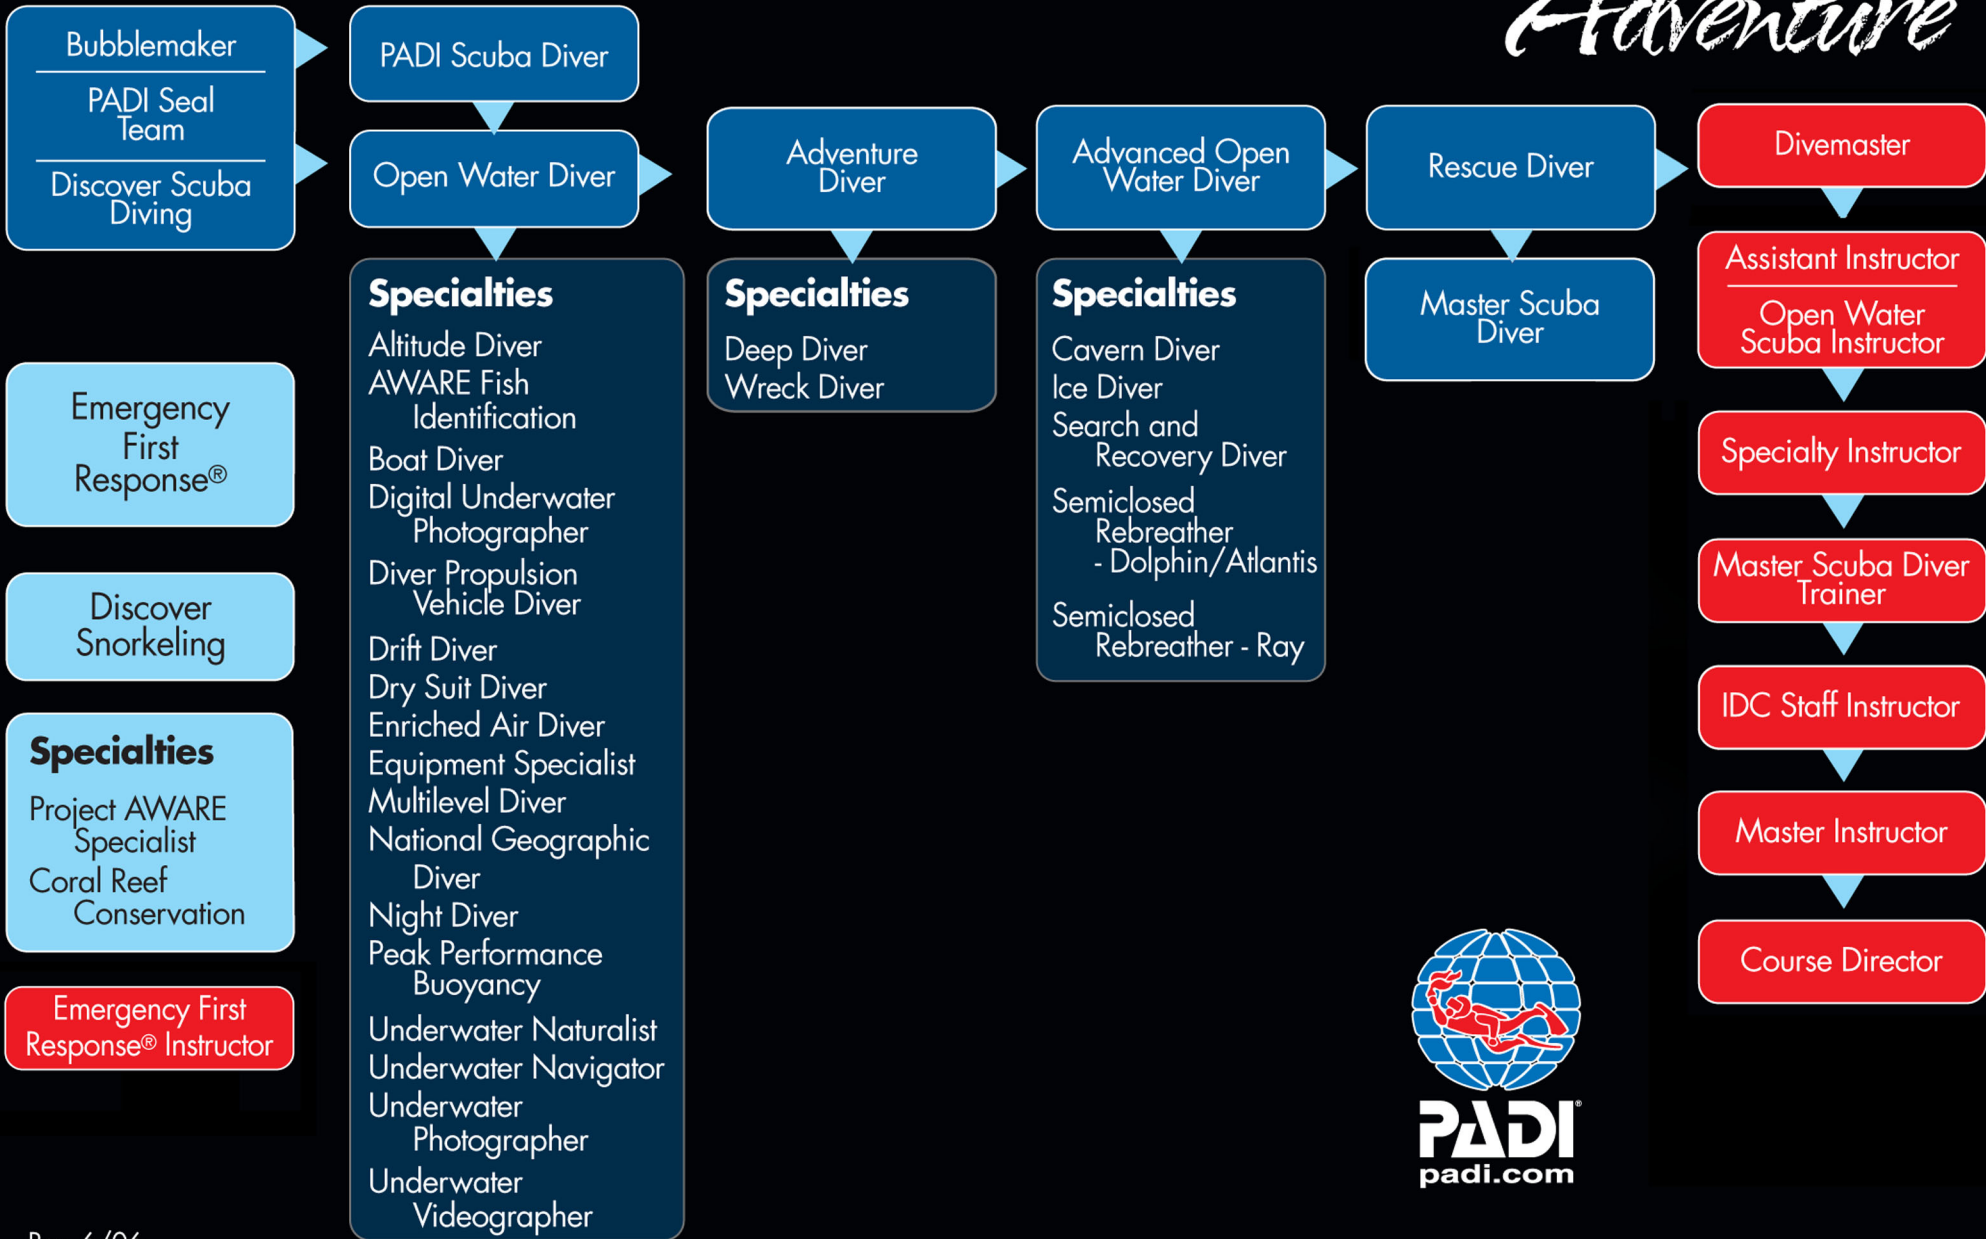 Adventure
Bubblemaker
PADI Seal
Team
Discover Scuba
Diving
PADI Scuba Diver
Open Water Diver
Adventure
Diver
Advanced Open
Water Diver
Rescue Diver
Divemaster
Assistant Instructor
Open Water
Scuba Instructor
Specialty Instructor
Master Scuba Diver
Trainer
IDC Staff Instructor
Master Instructor
Course Director
Master Scuba
Diver
Specialties
Altitude Diver
AWARE Fish
Identification
Boat Diver
Digital Underwater
Photographer
Diver Propulsion
Vehicle Diver
Drift Diver
Dry Suit Diver
Enriched Air Diver
Equipment Specialist
Multilevel Diver
National Geographic
Diver
Night Diver
Peak Performance
Buoyancy
Underwater Naturalist
Underwater Navigator
Underwater
Photographer
Underwater
Videographer
Specialties
Deep Diver
Wreck Diver
Specialties
Cavern Diver
Ice Diver
Search and
Recovery Diver
Semiclosed
Rebreather
- Dolphin/Atlantis
Semiclosed
Rebreather - Ray
Emergency
First
Response®
Discover
Snorkeling
Specialties
Project AWARE
Specialist
Coral Reef
Conservation
Emergency First
Response® Instructor
PADI®
padi.com